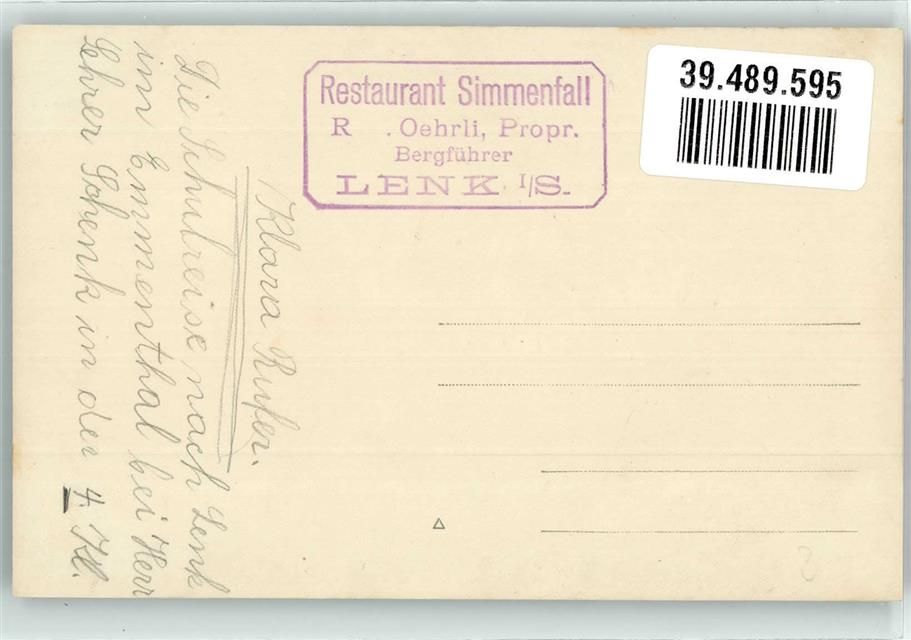 Restaurant Simmenfall
R . Oehrli, Propr.
Bergführer
LENK I/S.
39.489.595
Die Schulreise nach Lenk
im Emmenthal bei Herr
Lehrer Schenk in der 4. Kl.
Klara Rufer.